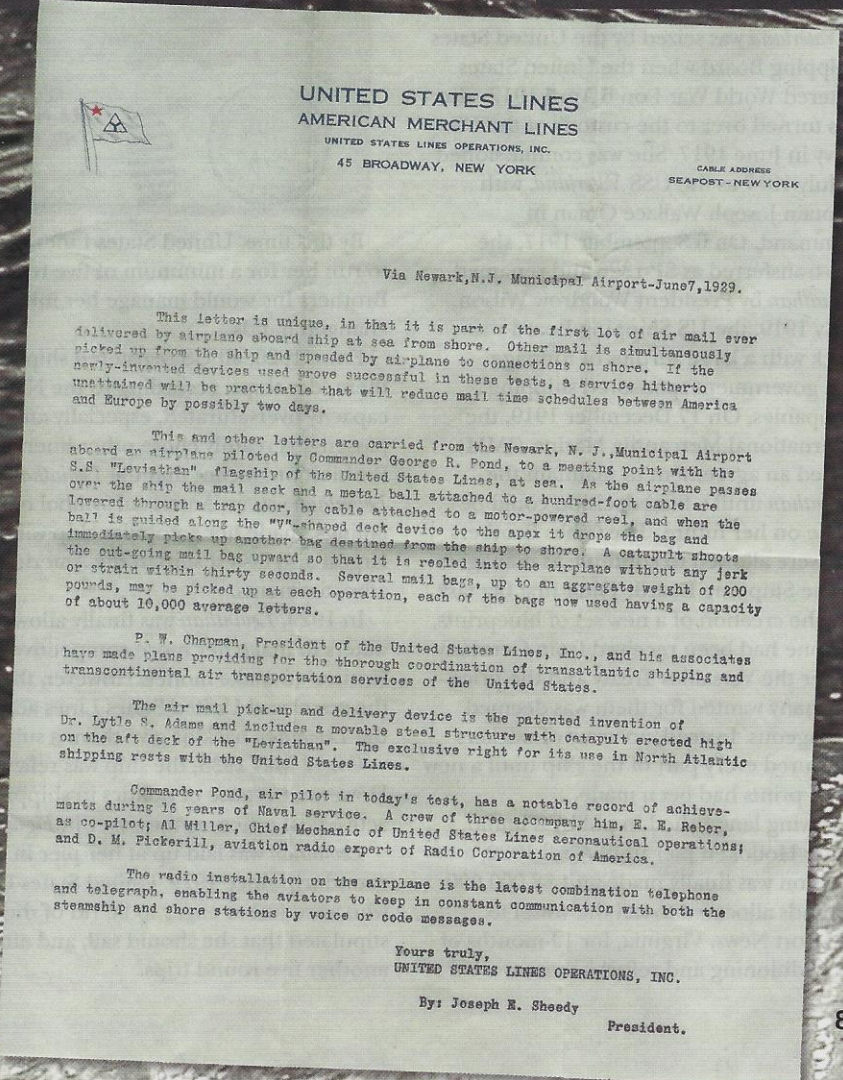 UNITED STATES LINES
AMERICAN MERCHANT LINES
UNITED STATES LINES OPERATIONS, INC.
45 BROADWAY, NEW YORK
CABLE ADDRESS
SEAPOST-NEW YORK
Via Newark,N.J. Municipal Airport-June7,1929.
This letter is unique, in that it is part of the first lot of air mail ever
delivered by airplane aboard ship at sea from shore. Other mail is simultaneously
picked up from the ship and speeded by airplane to connections on shore. If the
newly-invented devices used prove successful in these tests, a service hitherto
unattained will be practicable that will reduce mail time schedules between America
and Europe by possibly two days.
This and other letters are carried from the Newark, N. J.,Municipal Airport
aboard an airplane piloted by Commander George R. Pond, to a meeting point with the
S.S. "Leviathan", flagship of the United States Lines, at sea. As the airplane passes
over the ship the mail sack and a metal ball attached to a hundred-foot cable are
lowered through a trap door, by cable attached to a motor-powered reel, and when the
ball is guided along the "V"-shaped deck device to the apex it drops the bag and
immediately picks up another bag destined from the ship to shore. A catapult shoots
the out-going mail bag upward so that it is reeled into the airplane without any jerk
or strain within thirty seconds. Several mail bags, up to an aggregate weight of 200
pounds, may be picked up at each operation, each of the bags now used having a capacity
of about 10,000 average letters.
P. W. Chapman, President of the United States Lines, Inc., and his associates
have made plans providing for the thorough coordination of transatlantic shipping and
transcontinental air transportation services of the United States.
The air mail pick-up and delivery device is the patented invention of
Dr. Lytle S. Adams and includes a movable steel structure with catapult erected high
on the aft deck of the "Leviathan". The exclusive right for its use in North Atlantic
shipping rests with the United States Lines.
Commander Pond, air pilot in today's test, has a notable record of achieve-
ments during 16 years of Naval service. A crew of three accompany him, E. E. Reber,
as co-pilot; Al Miller, Chief Mechanic of United States Lines aeronautical operations;
and D. M. Pickerill, aviation radio expert of Radio Corporation of America.
The radio installation on the airplane is the latest combination telephone
and telegraph, enabling the aviators to keep in constant communication with both the
steamship and shore stations by voice or code messages.
Yours truly,
UNITED STATES LINES OPERATIONS, INC.
By: Joseph E. Sheedy
President.